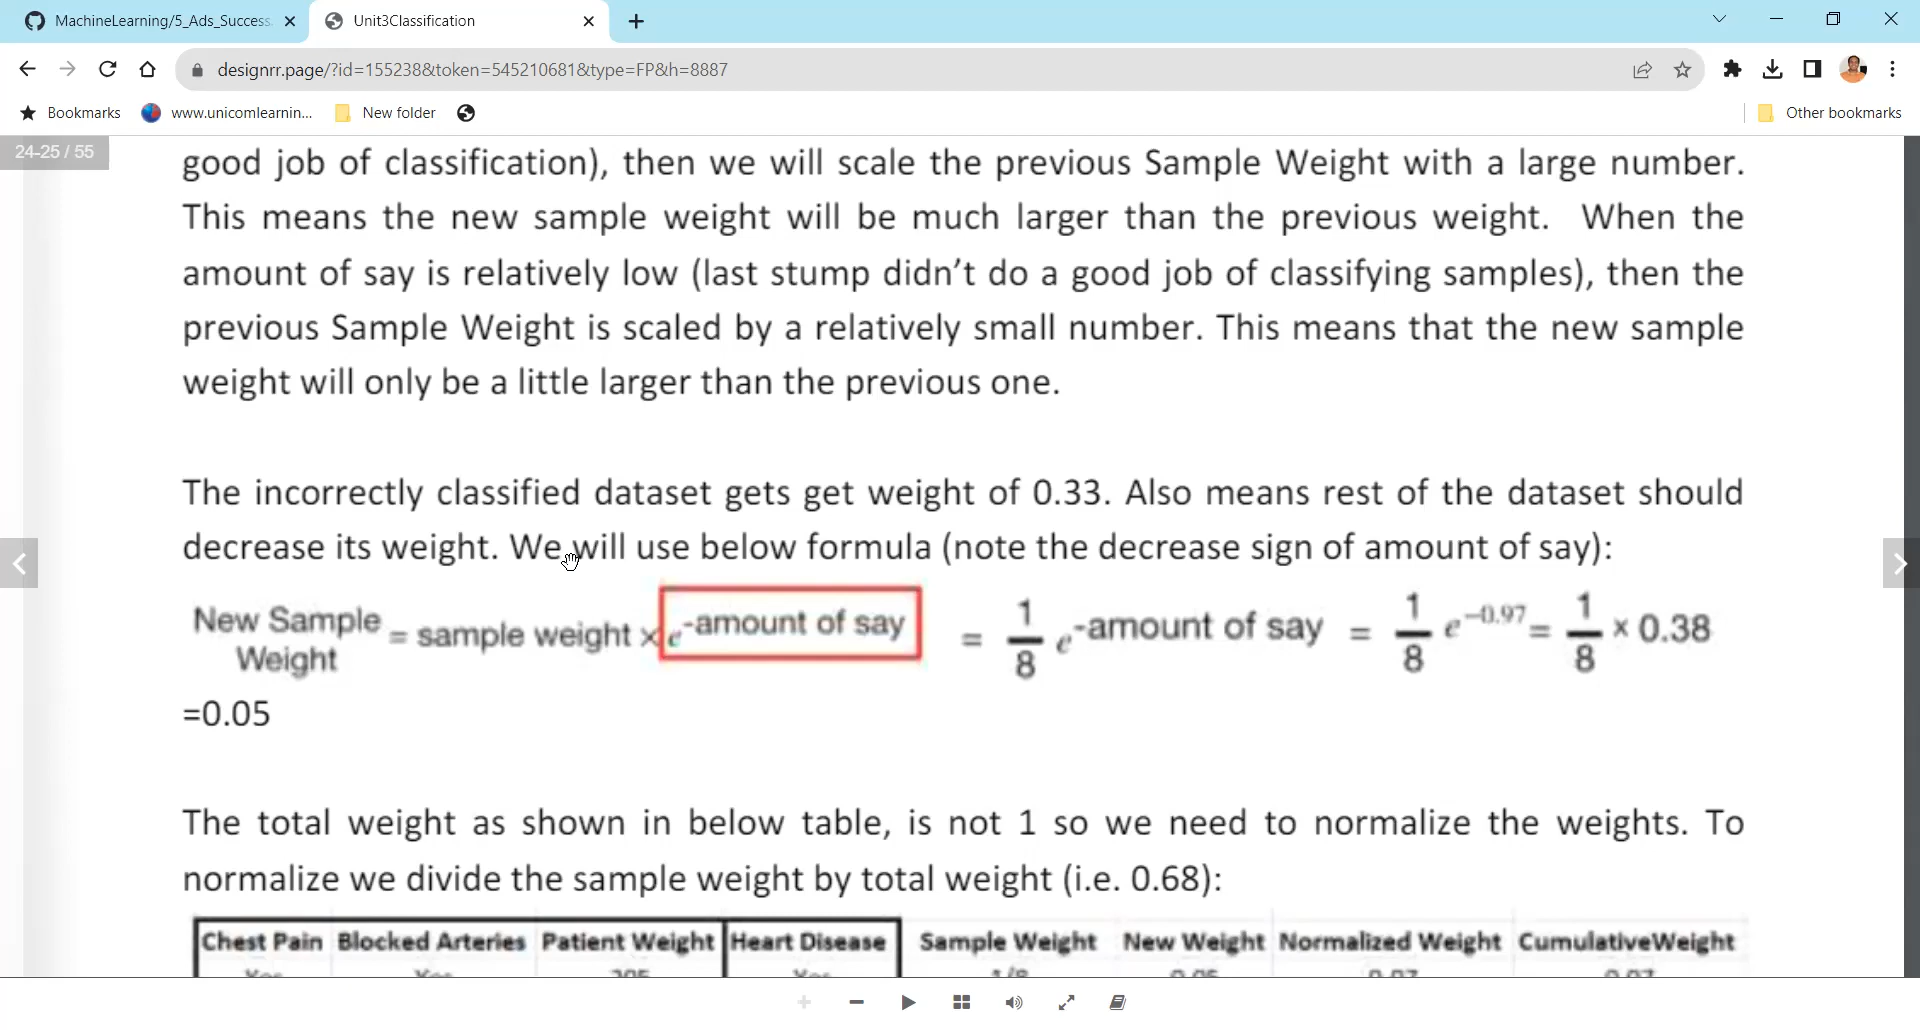 MachineLearning/5_Ads_Success
Unit3Classification
designrr.page/?id=155238&token=545210681&type=FP&h=8887
Bookmarks
www.unicomlearnin...
New folder
Other bookmarks
24-25 / 55
good job of classification), then we will scale the previous Sample Weight with a large number.
This means the new sample weight will be much larger than the previous weight. When the
amount of say is relatively low (last stump didn't do a good job of classifying samples), then the
previous Sample Weight is scaled by a relatively small number. This means that the new sample
weight will only be a little larger than the previous one.
The incorrectly classified dataset gets get weight of 0.33. Also means rest of the dataset should
decrease its weight. We will use below formula (note the decrease sign of amount of say):
New Sample Weight = sample weight × e^-amount of say = 1/8 e^-amount of say = 1/8 e^-0.97 = 1/8 × 0.38
=0.05
The total weight as shown in below table, is not 1 so we need to normalize the weights. To
normalize we divide the sample weight by total weight (i.e. 0.68):
Chest Pain Blocked Arteries Patient Weight Heart Disease Sample Weight New Weight Normalized Weight CumulativeWeight